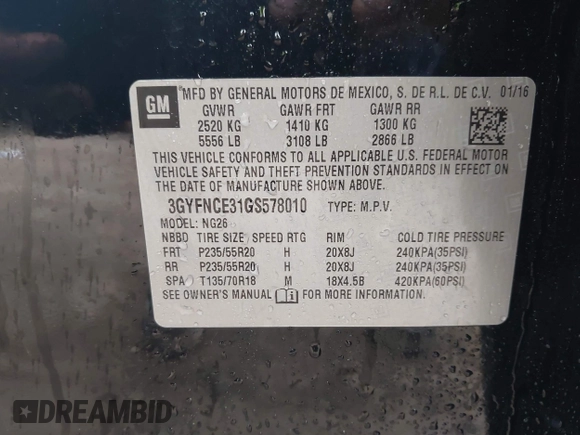 GM
MFD BY GENERAL MOTORS DE MEXICO, S. DE R.L. DE C.V. 01/16
GVWR GAWR FRT GAWR RR
2520 KG 1410 KG 1300 KG
5556 LB 3108 LB 2866 LB
THIS VEHICLE CONFORMS TO ALL APPLICABLE U.S. FEDERAL MOTOR
VEHICLE SAFETY AND THEFT PREVENTION STANDARDS IN EFFECT ON
THE DATE OF MANUFACTURE SHOWN ABOVE.
3GYFNCE31GS578010 TYPE: M.P.V.
MODEL: NG26
NBBD TIRE SIZE SPEED RTG RIM COLD TIRE PRESSURE
FRT P235/55R20 H 20X8J 240KPA(35PSI)
RR P235/55R20 H 20X8J 240KPA(35PSI)
SPA T135/70R18 M 18X4.5B 420KPA(60PSI)
SEE OWNER'S MANUAL FOR MORE INFORMATION.
DREAMBID